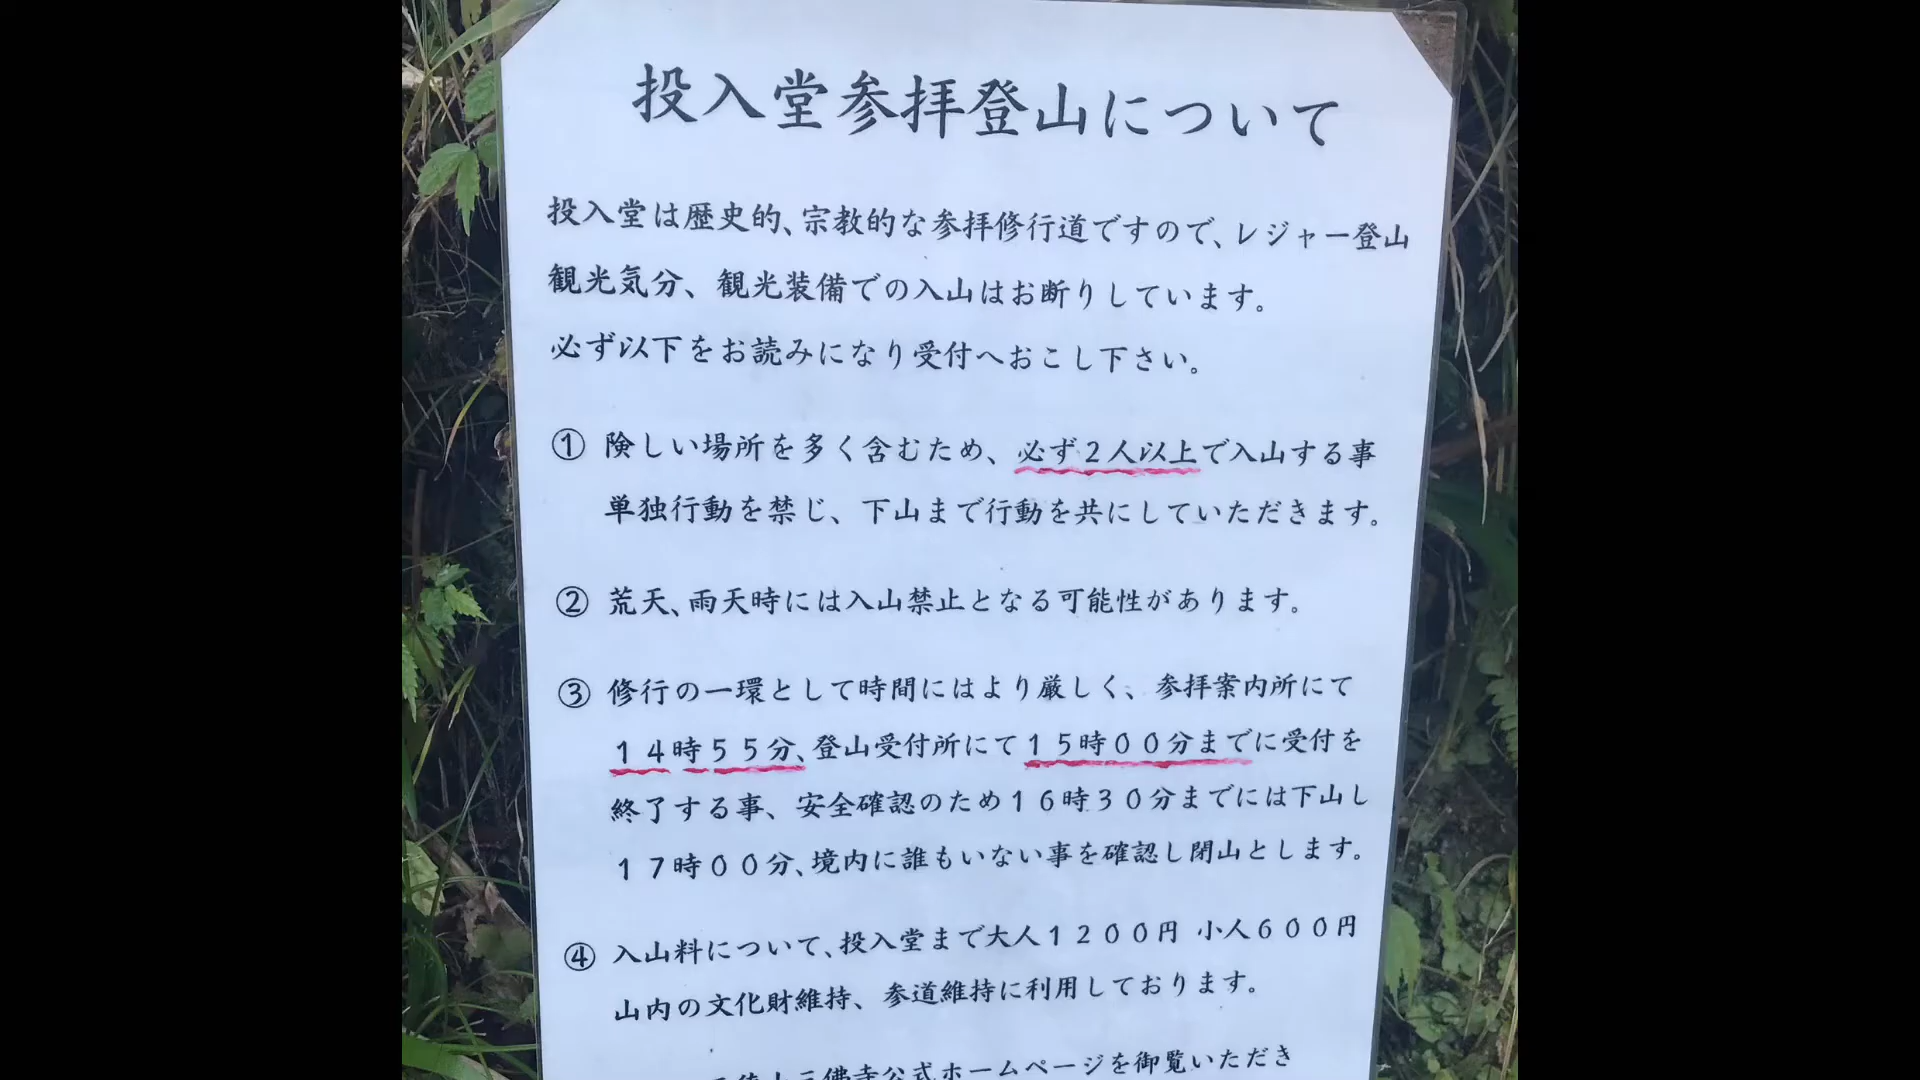 投入堂参拝登山について
投入堂は歴史的、宗教的な参拝修行道ですので、レジャー登山
観光気分、観光装備での入山はお断りしています。
必ず以下をお読みになり受付へおこし下さい。
① 険しい場所を多く含むため、必ず２人以上で入山する事
単独行動を禁じ、下山まで行動を共にしていただきます。
② 荒天、雨天時には入山禁止となる可能性があります。
③ 修行の一環として時間にはより厳しく、参拝案内所にて
１４時５５分、登山受付所にて１５時００分までに受付を
終了する事、安全確認のため１６時３０分までには下山し
１７時００分、境内に誰もいない事を確認し閉山とします。
④ 入山料について、投入堂まで大人１２００円 小人６００円
山内の文化財維持、参道維持に利用しております。
三佛寺公式ホームページを御覧いただき